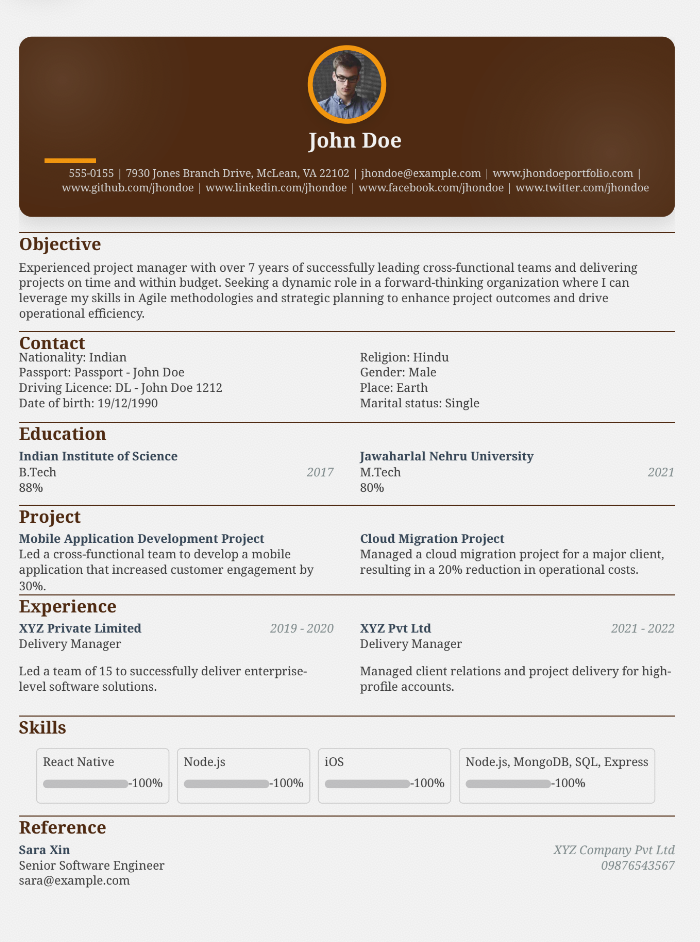 John Doe
555-0155 | 7930 Jones Branch Drive, McLean, VA 22102 | jhondoe@example.com | www.jhondoeportfolio.com |
www.github.com/jhondoe | www.linkedin.com/jhondoe | www.facebook.com/jhondoe | www.twitter.com/jhondoe
Objective
Experienced project manager with over 7 years of successfully leading cross-functional teams and delivering
projects on time and within budget. Seeking a dynamic role in a forward-thinking organization where I can
leverage my skills in Agile methodologies and strategic planning to enhance project outcomes and drive
operational efficiency.
Contact
Nationality: Indian
Passport: Passport - John Doe
Driving Licence: DL - John Doe 1212
Date of birth: 19/12/1990
Religion: Hindu
Gender: Male
Place: Earth
Marital status: Single
Education
Indian Institute of Science
B.Tech 2017
88%
Jawaharlal Nehru University
M.Tech 2021
80%
Project
Mobile Application Development Project
Led a cross-functional team to develop a mobile
application that increased customer engagement by
30%.
Cloud Migration Project
Managed a cloud migration project for a major client,
resulting in a 20% reduction in operational costs.
Experience
XYZ Private Limited 2019 - 2020
Delivery Manager
Led a team of 15 to successfully deliver enterprise-
level software solutions.
XYZ Pvt Ltd 2021 - 2022
Delivery Manager
Managed client relations and project delivery for high-
profile accounts.
Skills
React Native
-100%
Node.js
-100%
iOS
-100%
Node.js, MongoDB, SQL, Express
-100%
Reference
Sara Xin
Senior Software Engineer
sara@example.com
XYZ Company Pvt Ltd
09876543567